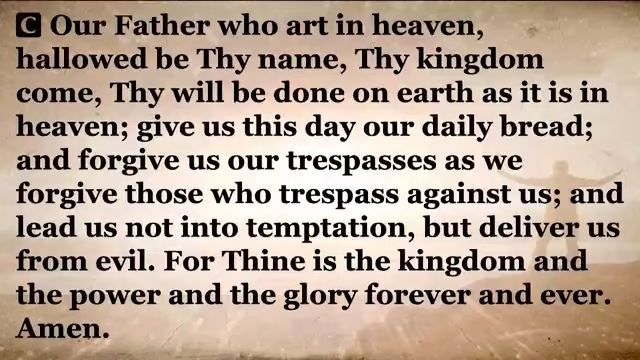 C Our Father who art in heaven,
hallowed be Thy name, Thy kingdom
come, Thy will be done on earth as it is in
heaven; give us this day our daily bread;
and forgive us our trespasses as we
forgive those who trespass against us; and
lead us not into temptation, but deliver us
from evil. For Thine is the kingdom and
the power and the glory forever and ever.
Amen.